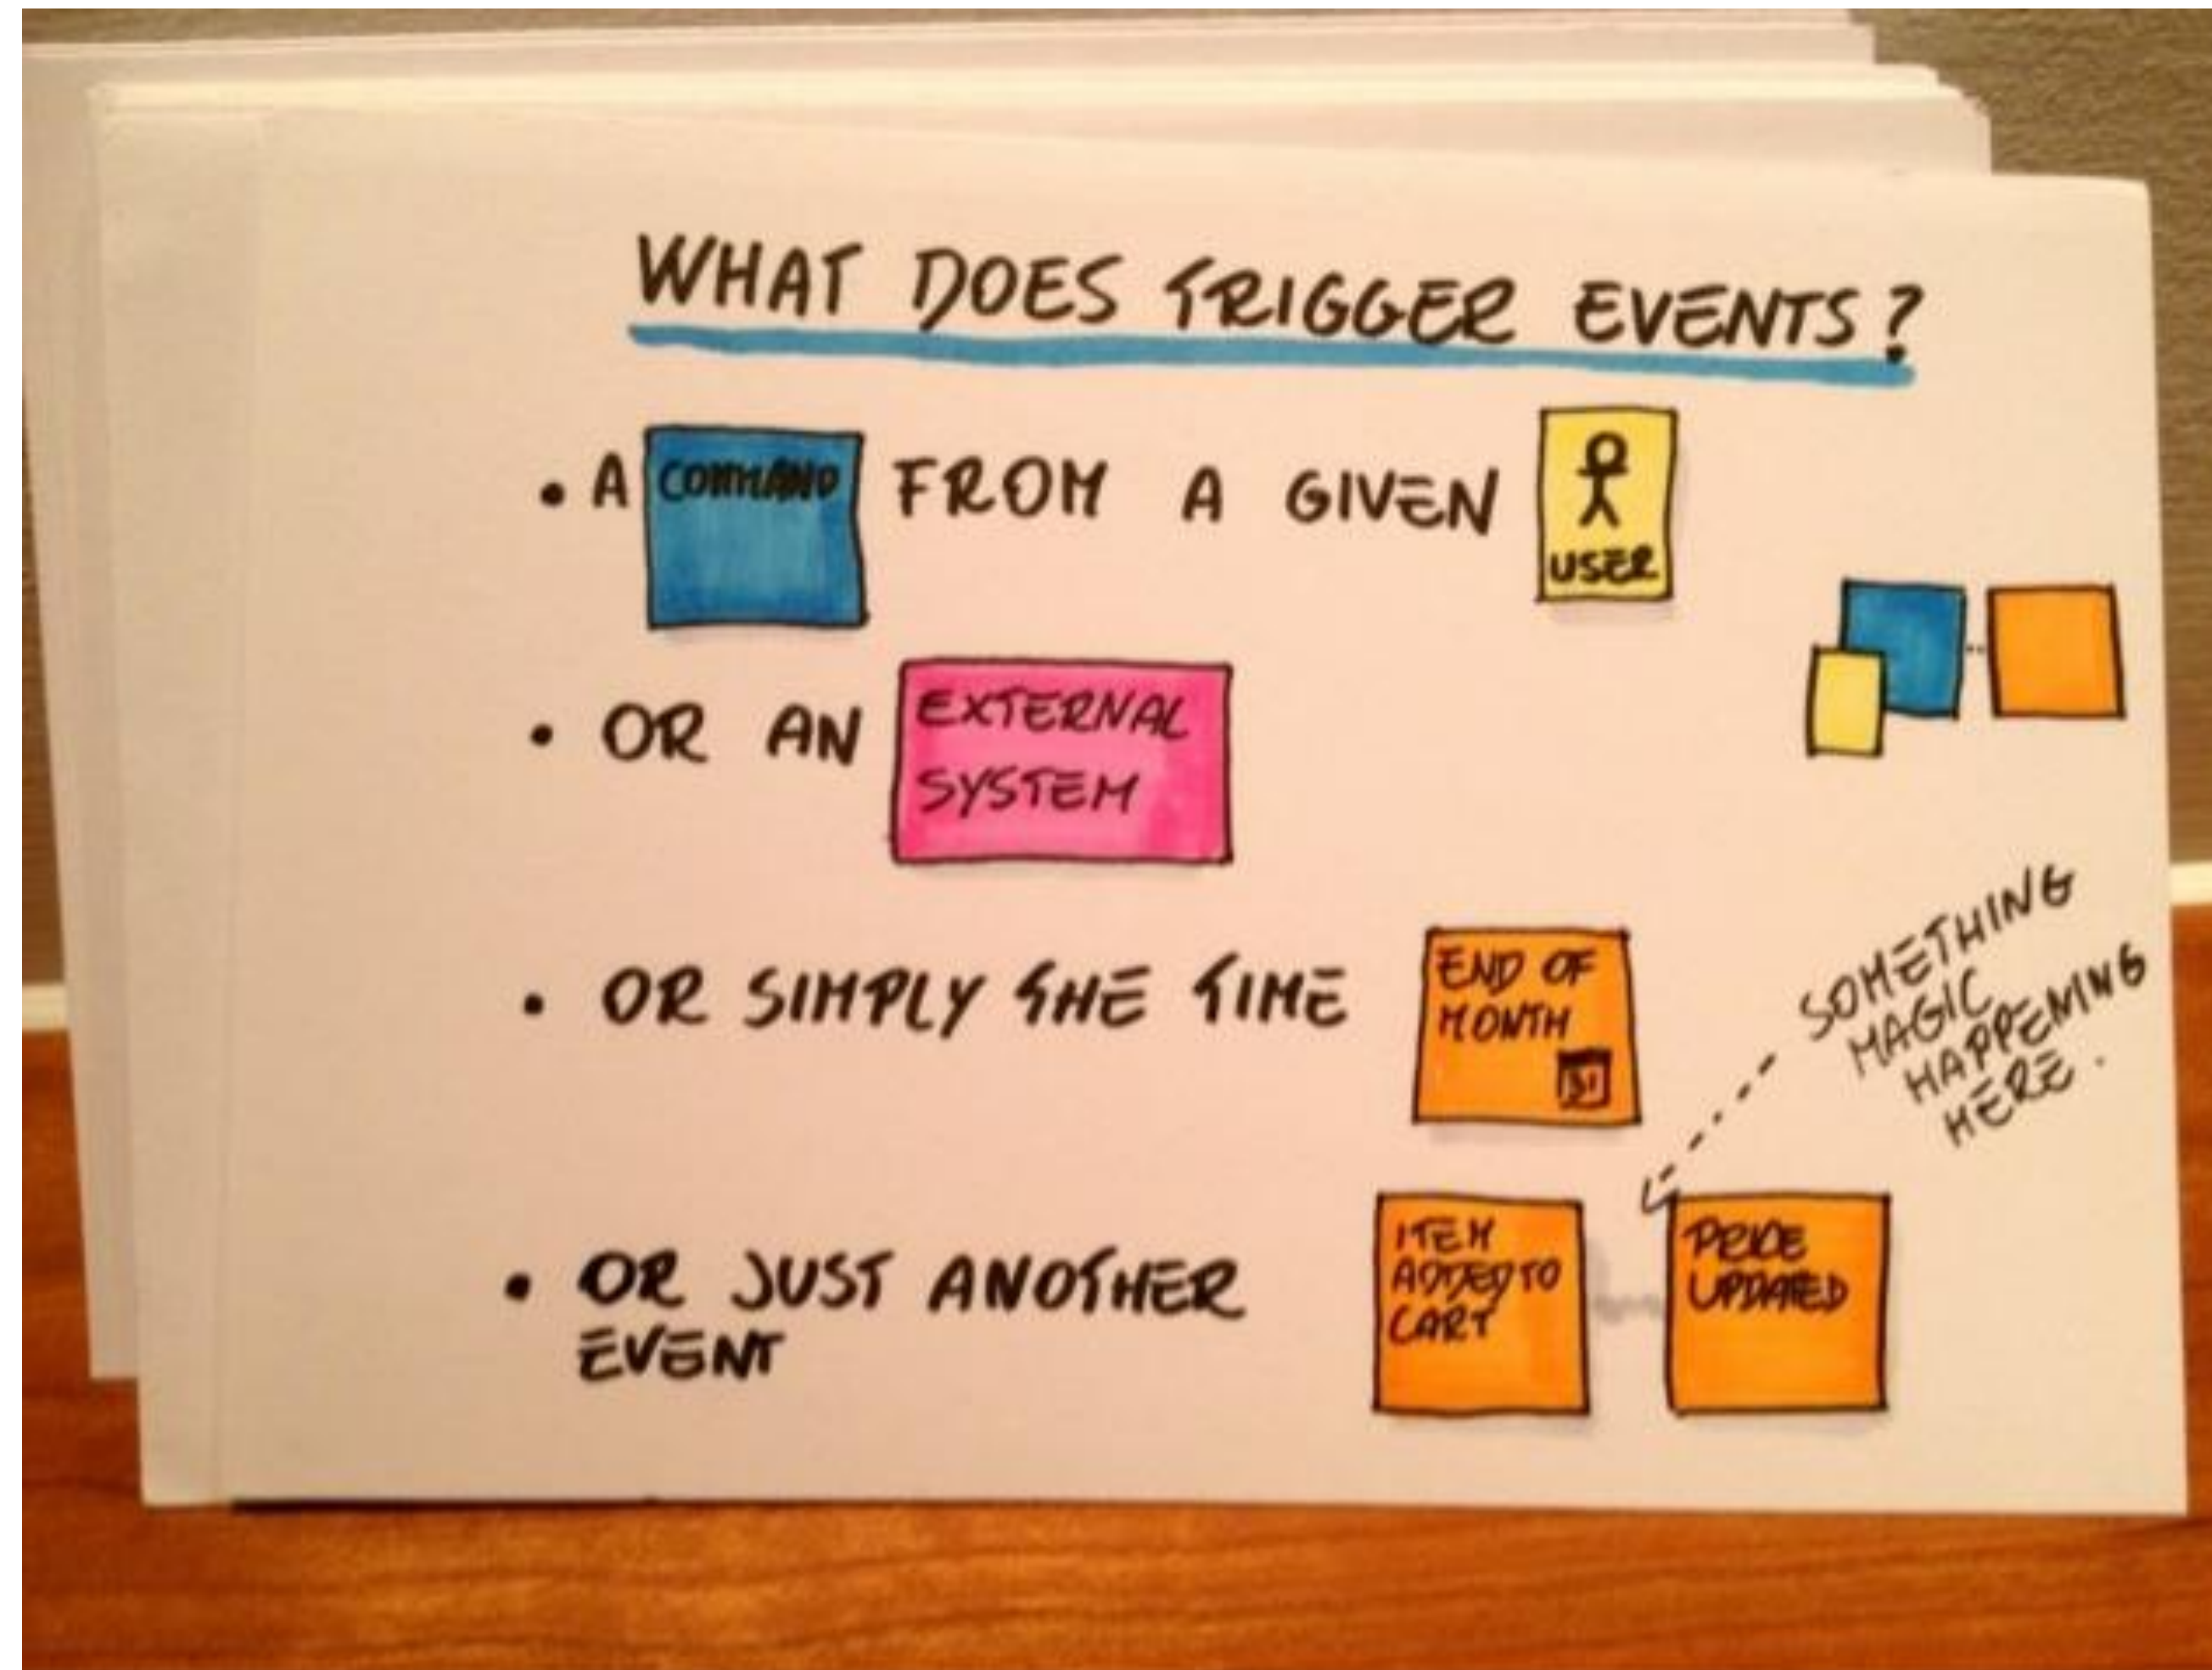 WHAT DOES TRIGGER EVENTS?
• A COMMAND FROM A GIVEN USER
• OR AN EXTERNAL
SYSTEM
• OR SIMPLY THE TIME
END OF
MONTH
31
SOMETHING
MAGIC
HAPPENING
HERE.
• OR JUST ANOTHER
EVENT
ITEM
ADDED TO
CART
PRICE
UPDATED